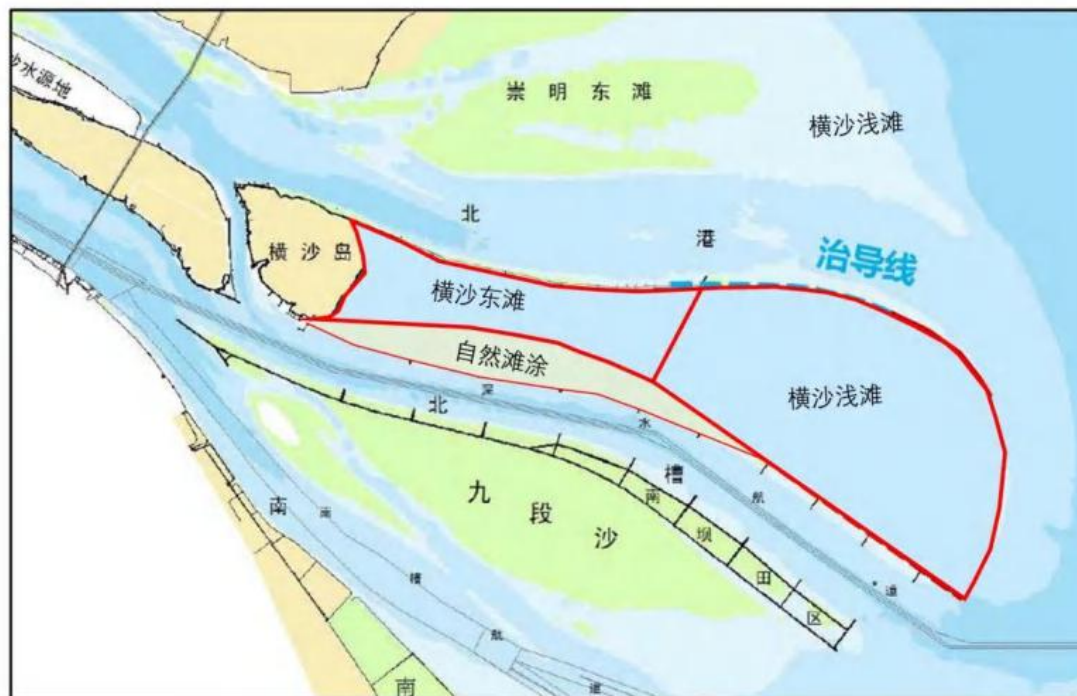 崇明东滩
横沙浅滩
沙水源地
北港
治导线
横沙岛
横沙东滩
自然滩涂
横沙浅滩
北槽
深水航道
九段沙
南坝田区
南
南槽航道
南